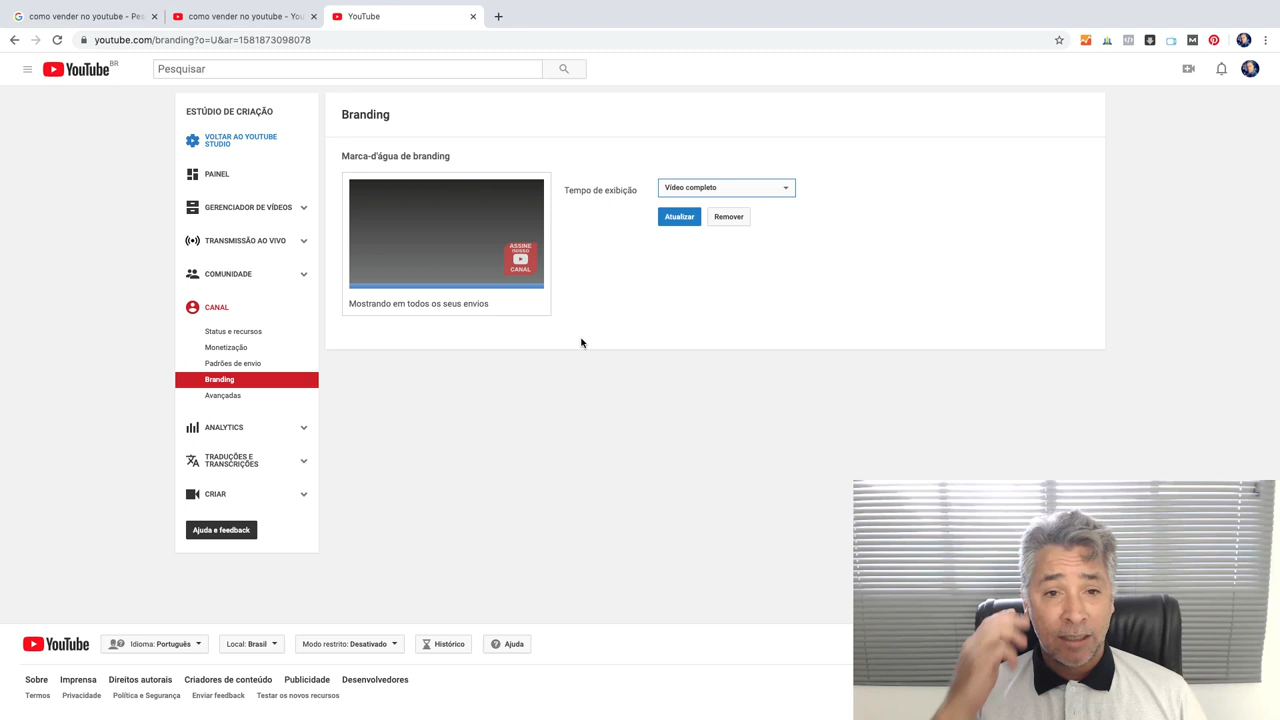 como vender no youtube - Pes
como vender no youtube - You
YouTube
youtube.com/branding?o=U&ar=1581873098078
YouTube BR
Pesquisar
ESTÚDIO DE CRIAÇÃO
VOLTAR AO YOUTUBE
STUDIO
PAINEL
GERENCIADOR DE VÍDEOS
TRANSMISSÃO AO VIVO
COMUNIDADE
CANAL
Status e recursos
Monetização
Padrões de envio
Branding
Avançadas
ANALYTICS
TRADUÇÕES E
TRANSCRIÇÕES
CRIAR
Ajuda e feedback
Branding
Marca-d'água de branding
ASSINE
NOSSO
CANAL
Mostrando em todos os seus envios
Tempo de exibição
Vídeo completo
Atualizar
Remover
YouTube
Idioma: Português
Local: Brasil
Modo restrito: Desativado
Histórico
Ajuda
Sobre
Imprensa
Direitos autorais
Criadores de conteúdo
Publicidade
Desenvolvedores
Termos
Privacidade
Política e Segurança
Enviar feedback
Testar os novos recursos